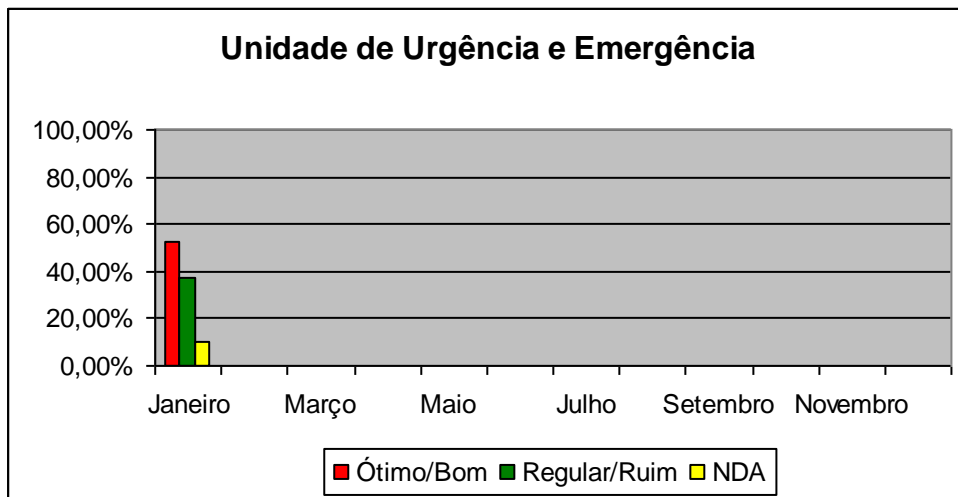 Unidade de Urgência e Emergência
100,00%
80,00%
60,00%
40,00%
20,00%
0,00%
Janeiro Março Maio Julho Setembro Novembro
Ótimo/Bom Regular/Ruim NDA